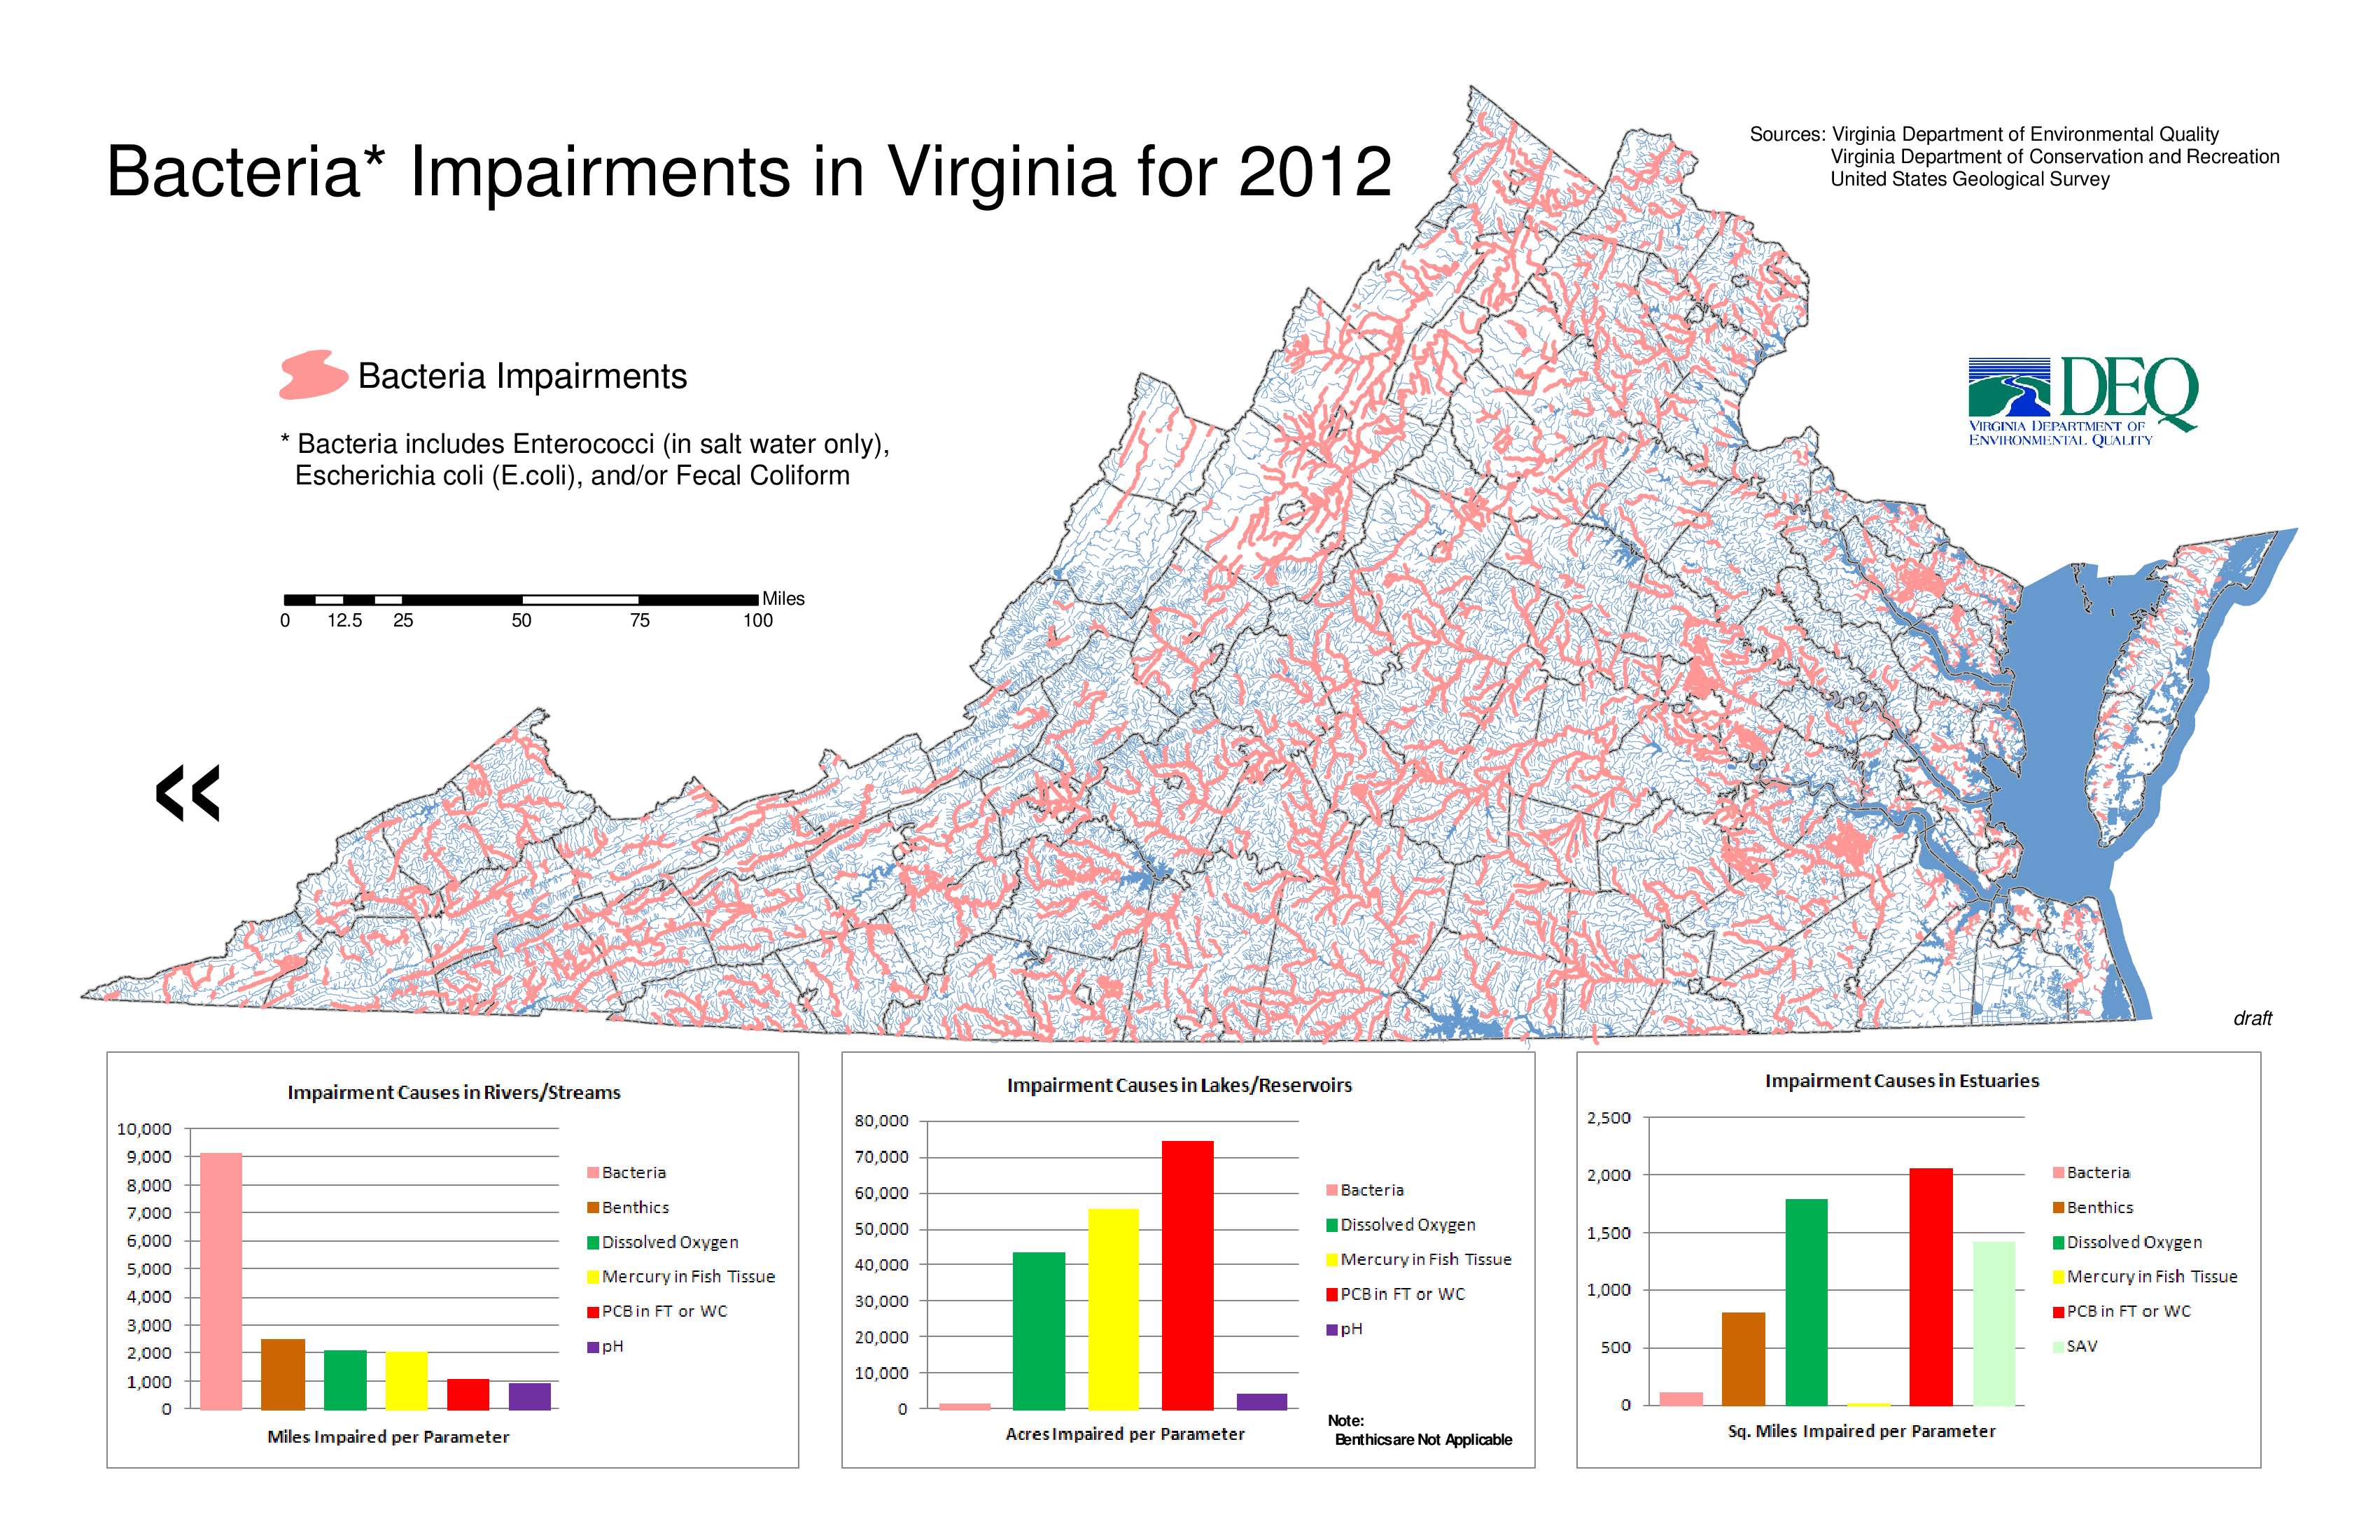 Bacteria* Impairments in Virginia for 2012
Sources: Virginia Department of Environmental Quality
Virginia Department of Conservation and Recreation
United States Geological Survey
Bacteria Impairments
* Bacteria includes Enterococci (in salt water only),
Escherichia coli (E.coli), and/or Fecal Coliform
DEQ
VIRGINIA DEPARTMENT OF
ENVIRONMENTAL QUALITY
Miles
0 12.5 25 50 75 100
«
draft
Impairment Causes in Rivers/Streams
10,000
9,000
8,000
7,000
6,000
5,000
4,000
3,000
2,000
1,000
0
Bacteria
Benthics
Dissolved Oxygen
Mercury in Fish Tissue
PCB in FT or WC
pH
Miles Impaired per Parameter
Impairment Causes in Lakes/Reservoirs
80,000
70,000
60,000
50,000
40,000
30,000
20,000
10,000
0
Bacteria
Dissolved Oxygen
Mercury in Fish Tissue
PCB in FT or WC
pH
Acres Impaired per Parameter
Note:
Benthics are Not Applicable
Impairment Causes in Estuaries
2,500
2,000
1,500
1,000
500
0
Bacteria
Benthics
Dissolved Oxygen
Mercury in Fish Tissue
PCB in FT or WC
SAV
Sq. Miles Impaired per Parameter